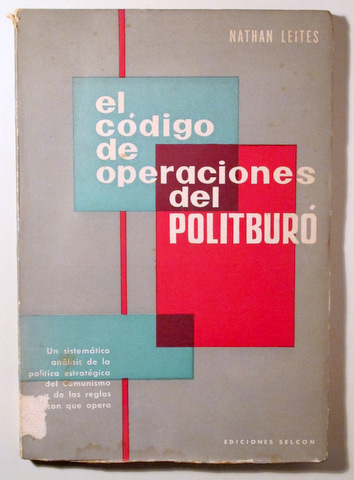 NATHAN LEITES
el
código
de
operaciones
del
POLITBURÓ
Un sistemático
análisis de la
política estratégica
del Comunismo
y de las reglas
con que opera
EDICIONES SELCON